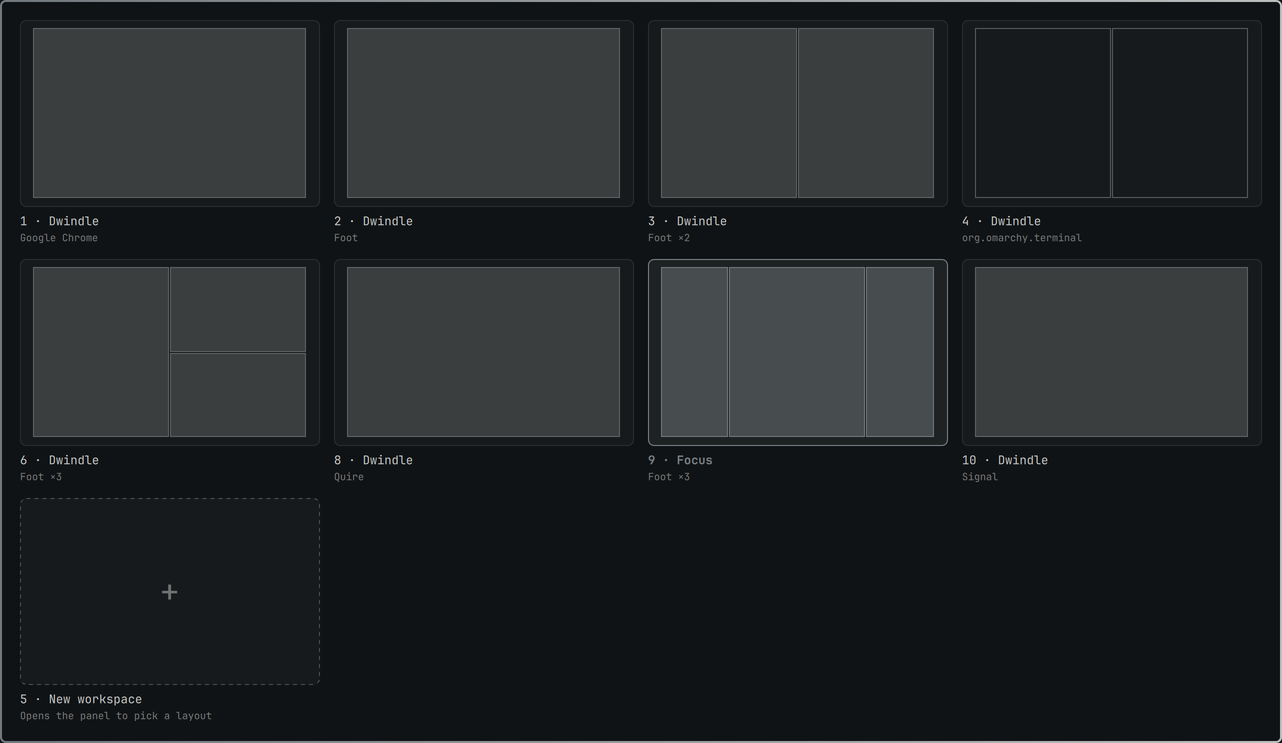 1 · Dwindle
Google Chrome
2 · Dwindle
Foot
3 · Dwindle
Foot ×2
4 · Dwindle
org.omarchy.terminal
6 · Dwindle
Foot ×3
8 · Dwindle
Quire
9 · Focus
Foot ×3
10 · Dwindle
Signal
+
5 · New workspace
Opens the panel to pick a layout